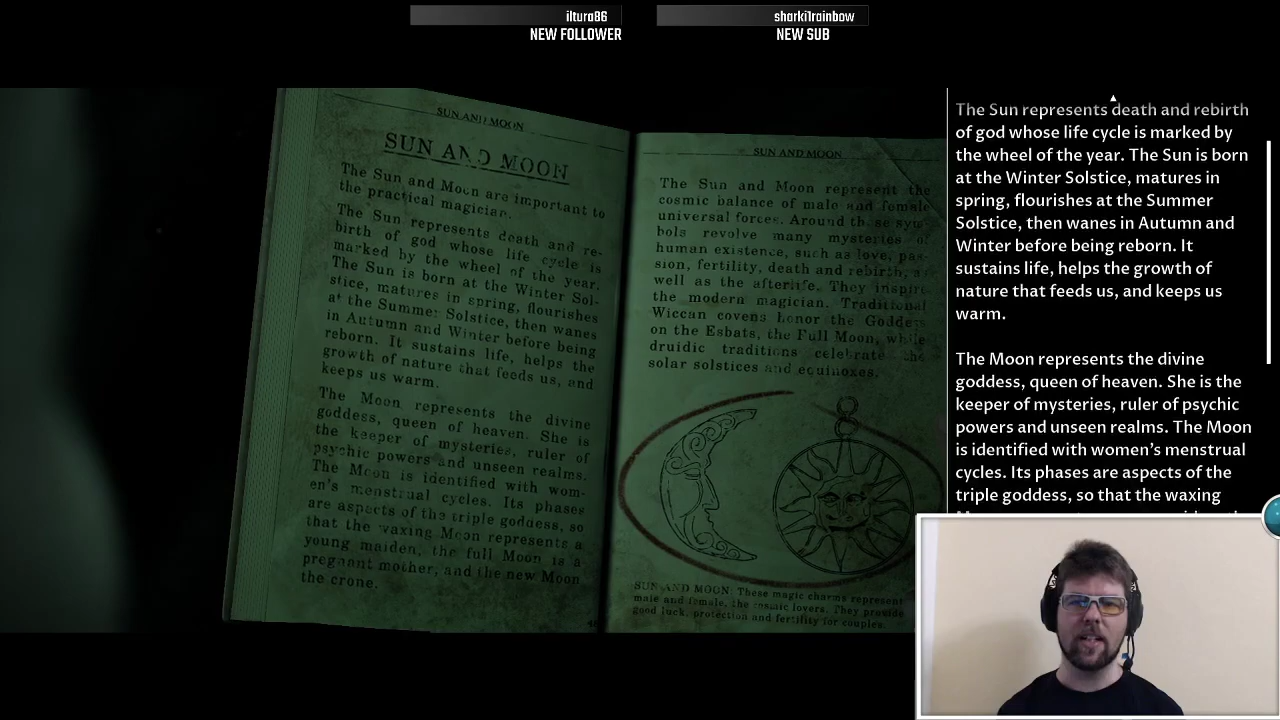 iltura86
NEW FOLLOWER
sharki1rainbow
NEW SUB
SUN AND MOON
SUN AND MOON
The Sun and Moon are important to
the practical magician.
The Sun represents death and re-
birth of god whose life cycle is
marked by the wheel of the year.
The Sun is born at the Winter Sol-
stice, matures in spring, flourishes
at the Summer Solstice, then wanes
in Autumn and Winter before being
reborn. It sustains life, helps the
growth of nature that feeds us, and
keeps us warm.
The Moon represents the divine
goddess, queen of heaven. She is
the keeper of mysteries, ruler of
psychic powers and unseen realms.
The Moon is identified with wom-
en's menstrual cycles. Its phases
are aspects of the triple goddess, so
that the waxing Moon represents a
young maiden, the full Moon is a
pregnant mother, and the new Moon
the crone.
SUN AND MOON
The Sun and Moon represent the
cosmic balance of male and female
universal forces. Around these sym-
bols revolve many mysteries of
human existence, such as love, pas-
sion, fertility, death and rebirth, as
well as the afterlife. They inspire
the modern magician. Traditional
Wiccan covens honor the Goddess
on the Esbats, the Full Moon, while
druidic traditions celebrate the
solar solstices and equinoxes.
SUN AND MOON: These magic charms represent
male and female, the cosmic lovers. They provide
good luck, protection and fertility for couples.
The Sun represents death and rebirth
of god whose life cycle is marked by
the wheel of the year. The Sun is born
at the Winter Solstice, matures in
spring, flourishes at the Summer
Solstice, then wanes in Autumn and
Winter before being reborn. It
sustains life, helps the growth of
nature that feeds us, and keeps us
warm.
The Moon represents the divine
goddess, queen of heaven. She is the
keeper of mysteries, ruler of psychic
powers and unseen realms. The Moon
is identified with women's menstrual
cycles. Its phases are aspects of the
triple goddess, so that the waxing